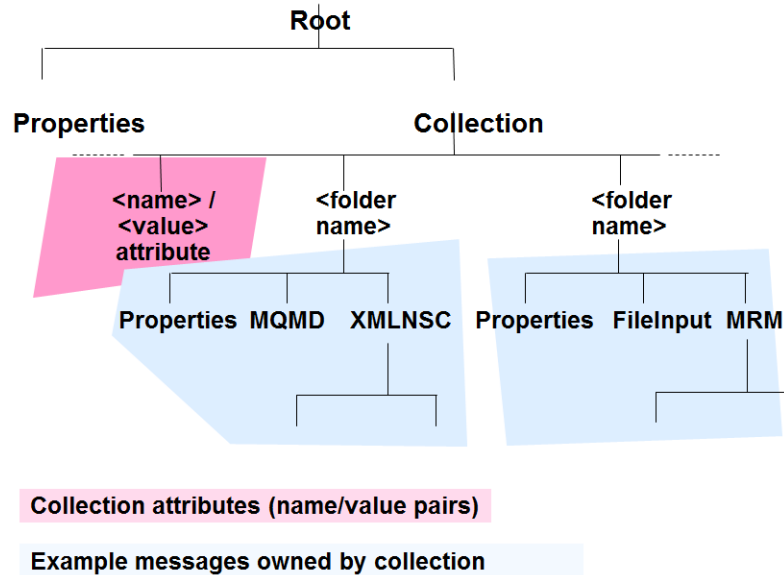 Root
Properties
Collection
<name> /
<value>
attribute
<folder
name>
<folder
name>
Properties MQMD XMLNSC
Properties FileInput MRM
Collection attributes (name/value pairs)
Example messages owned by collection